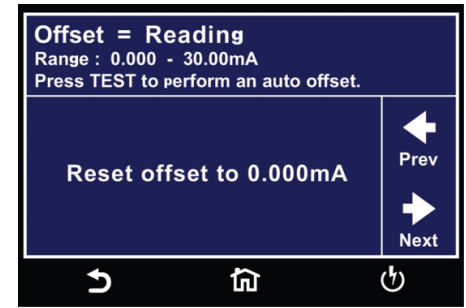 Offset = Reading
Range : 0.000 - 30.00mA
Press TEST to perform an auto offset.
Reset offset to 0.000mA
Prev
Next